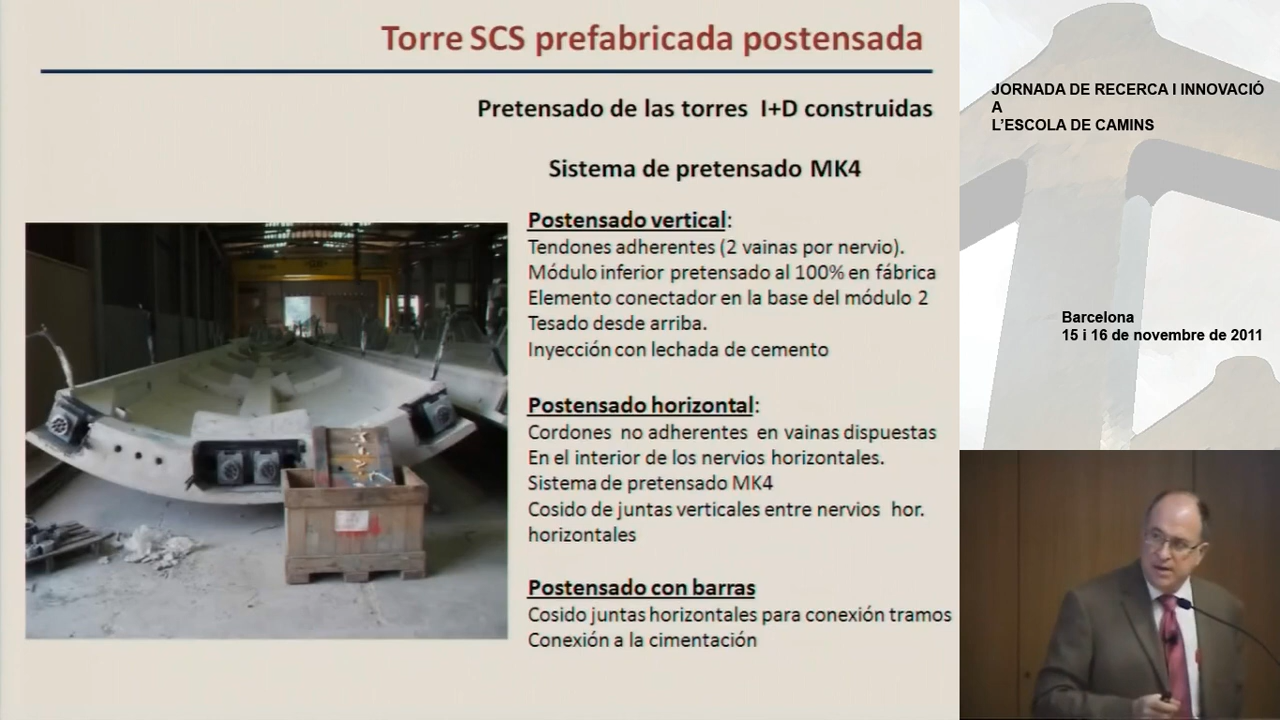 Torre SCS prefabricada postensada
Pretensado de las torres I+D construidas
Sistema de pretensado MK4
Postensado vertical:
Tendones adherentes (2 vainas por nervio).
Módulo inferior pretensado al 100% en fábrica
Elemento conectador en la base del módulo 2
Tesado desde arriba.
Inyección con lechada de cemento
Postensado horizontal:
Cordones no adherentes en vainas dispuestas
En el interior de los nervios horizontales.
Sistema de pretensado MK4
Cosido de juntas verticales entre nervios hor.
horizontales
Postensado con barras
Cosido juntas horizontales para conexión tramos
Conexión a la cimentación
JORNADA DE RECERCA I INNOVACIÓ
A
L'ESCOLA DE CAMINS
Barcelona
15 i 16 de novembre de 2011